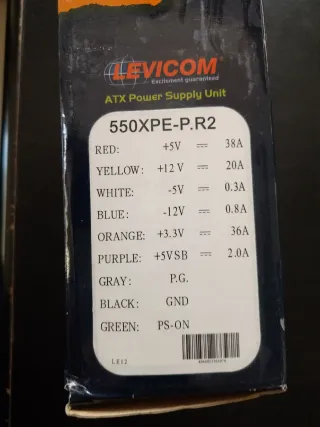 LEVICOM
Excitement guaranteed
ATX Power Supply Unit
550XPE-P.R2
RED: +5V 38A
YELLOW: +12V 20A
WHITE: -5V 0.3A
BLUE: -12V 0.8A
ORANGE: +3.3V 36A
PURPLE: +5VSB 2.0A
GRAY: P.G.
BLACK: GND
GREEN: PS-ON
LE12